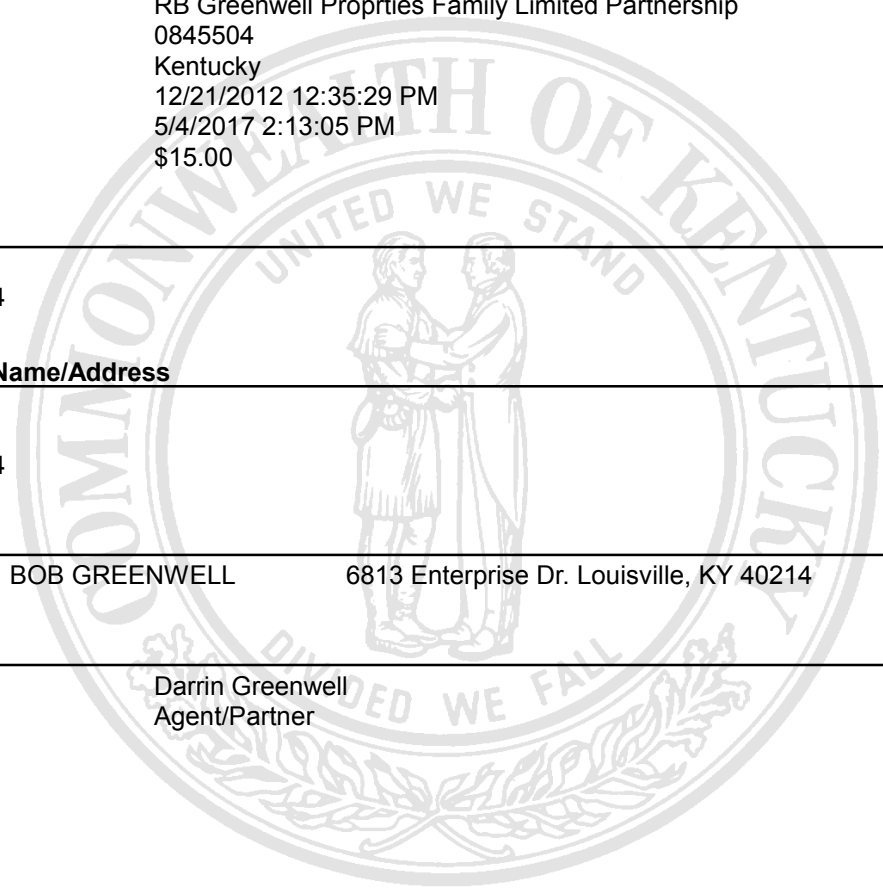 RB Greenwell Proprties Family Limited Partnership
0845504
Kentucky
12/21/2012 12:35:29 PM
5/4/2017 2:13:05 PM
$15.00
COMMONWEALTH OF KENTUCKY
UNITED WE STAND
4
Name/Address
4
BOB GREENWELL 6813 Enterprise Dr. Louisville, KY 40214
Darrin Greenwell
Agent/Partner
DIVIDED WE FALL